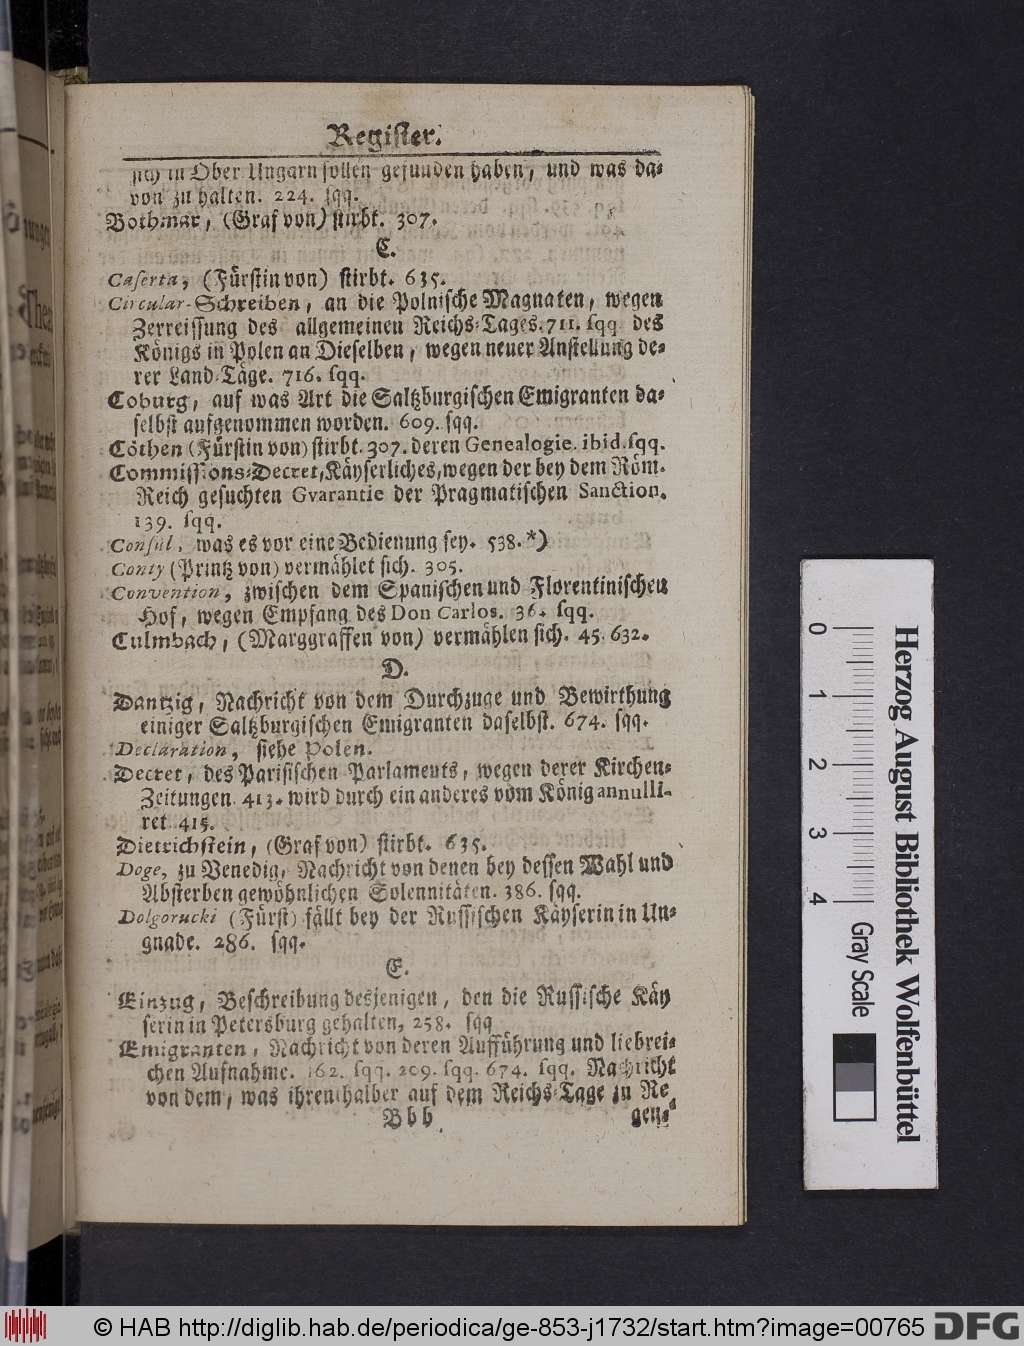 Register.
sich in Ober Ungarn sollen gefunden haben, und was da-
von zu halten. 224. sqq.
Bothmar, (Graf von) stirbt. 307.
C.
Caserta, (Fürstin von) stirbt. 635.
Circular-Schreiben, an die Polnische Magnaten, wegen
Zerreissung des allgemeinen Reichs-Tages. 711. sqq des
Königs in Polen an Dieselben, wegen neuer Anstellung de-
rer Land-Täge. 716. sqq.
Coburg, auf was Art die Saltzburgischen Emigranten da-
selbst aufgenommen worden. 609. sqq.
Cöthen (Fürstin von) stirbt. 307. deren Genealogie. ibid. sqq.
Commissions-Decret, Käyserliches, wegen der bey dem Röm.
Reich gesuchten Gvarantie der Pragmatischen Sanction.
139. sqq.
Consul, was es vor eine Bedienung sey. 538. *)
Conty (Printz von) vermählet sich. 305.
Convention, zwischen dem Spanischen und Florentinischen
Hof, wegen Empfang des Don Carlos. 36. sqq.
Culmbach, (Marggraffen von) vermählen sich. 45. 632.
D.
Dantzig, Nachricht von dem Durchzuge und Bewirthung
einiger Saltzburgischen Emigranten daselbst. 674. sqq.
Declaration, siehe Polen.
Decret, des Parisischen Parlaments, wegen derer Kirchen-
Zeitungen. 413. wird durch ein anderes vom König annulli-
ret 415.
Dietrichstein, (Graf von) stirbt. 635.
Doge, zu Venedig, Nachricht von denen bey dessen Wahl und
Absterben gewöhnlichen Solennitäten. 386. sqq.
Dolgorucki (Fürst) fällt bey der Russischen Käyserin in Un-
gnade. 286. sqq.
E.
Einzug, Beschreibung desjenigen, den die Russische Käy
serin in Petersburg gehalten, 258. sqq
Emigranten, Nachricht von deren Aufführung und liebrei-
chen Aufnahme. 162. sqq. 209. sqq. 674. sqq. Nachricht
von dem, was ihrenthalber auf dem Reichs-Tage zu Re
Bbb gen-
0 1 2 3 4
Herzog August Bibliothek Wolfenbüttel
Gray Scale
© HAB http://diglib.hab.de/periodica/ge-853-j1732/start.htm?image=00765
DFG